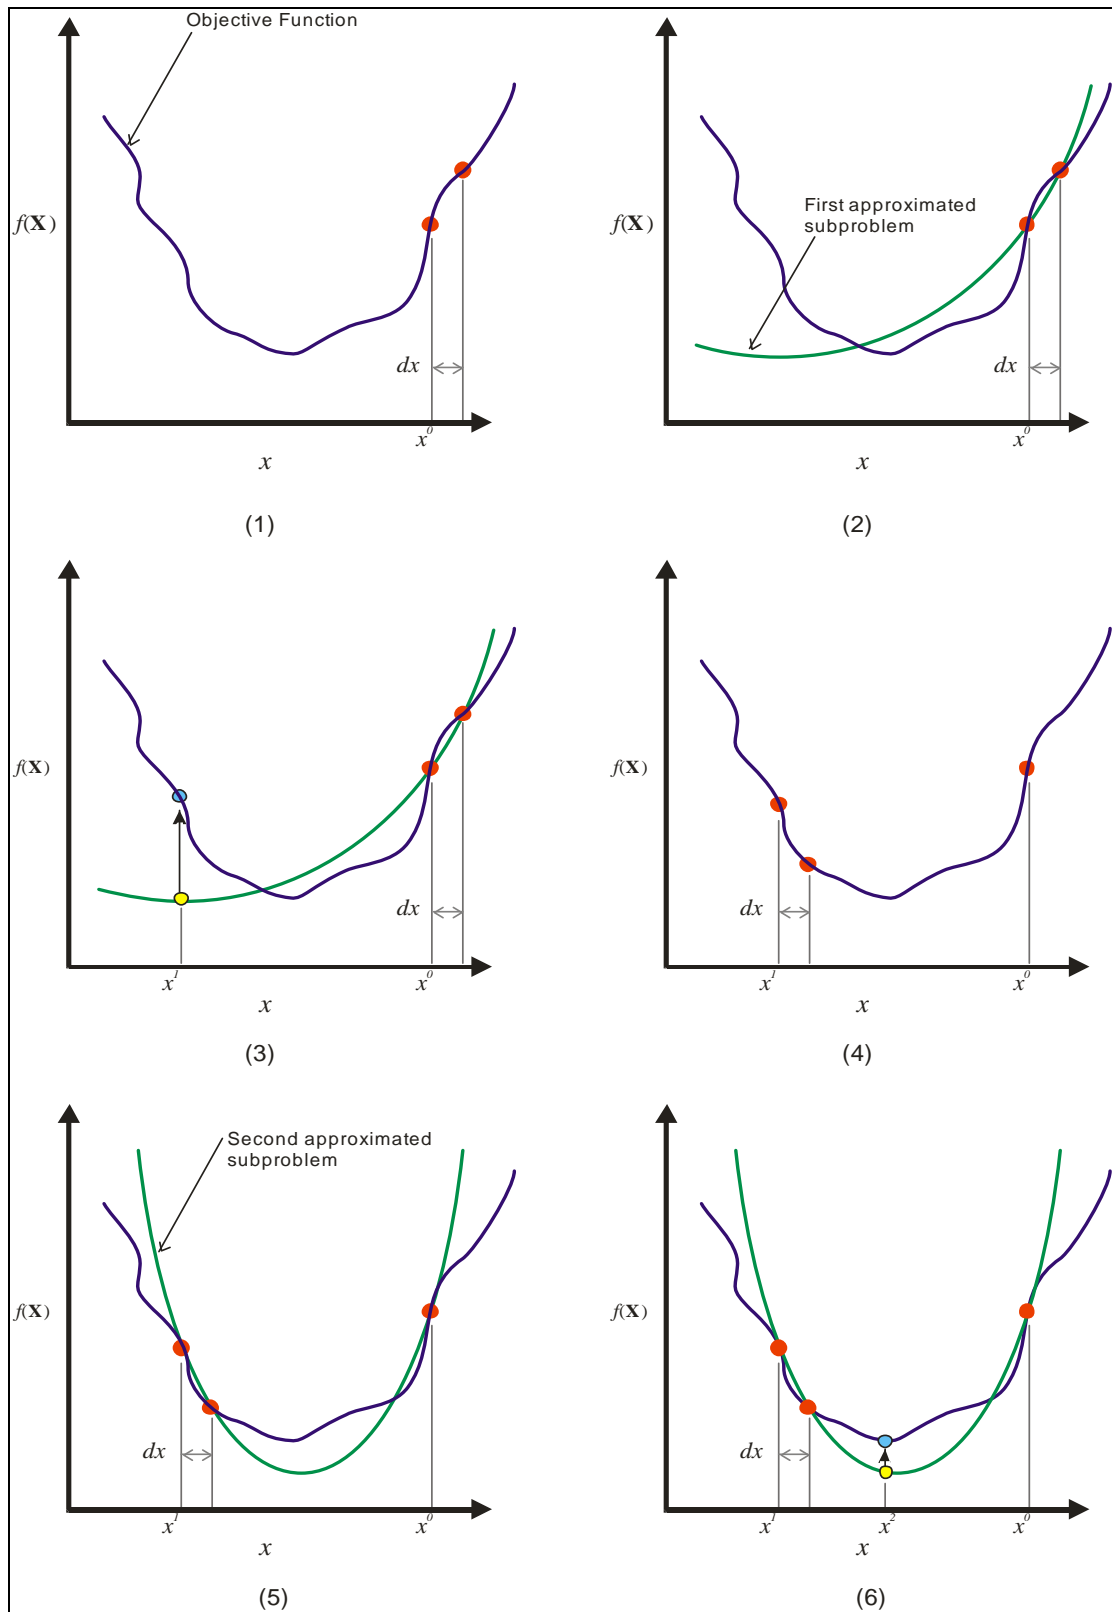 Objective Function
f(X)
dx
x⁰
x
(1)
First approximated
subproblem
f(X)
dx
x⁰
x
(2)
f(X)
dx
x¹
x⁰
x
(3)
f(X)
dx
x¹
x⁰
x
(4)
Second approximated
subproblem
f(X)
dx
x¹
x⁰
x
(5)
f(X)
dx
x¹
x²
x⁰
x
(6)